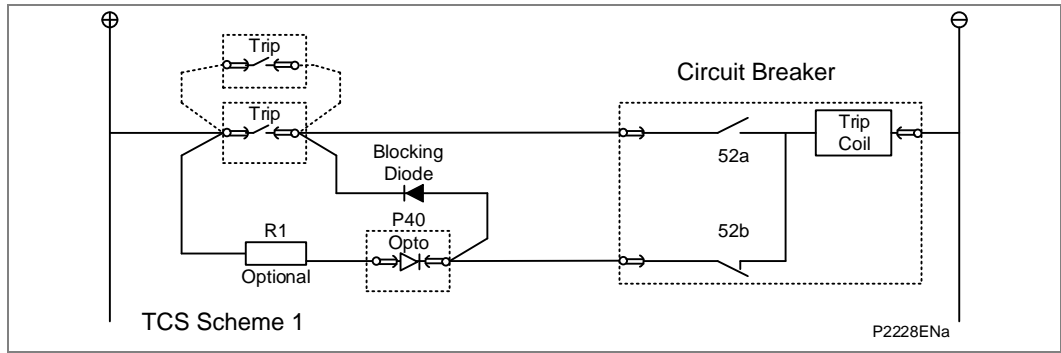 Trip
Circuit Breaker
Trip
Trip
Coil
52a
Blocking
Diode
P40
Opto
R1
Optional
52b
TCS Scheme 1
P2228ENa